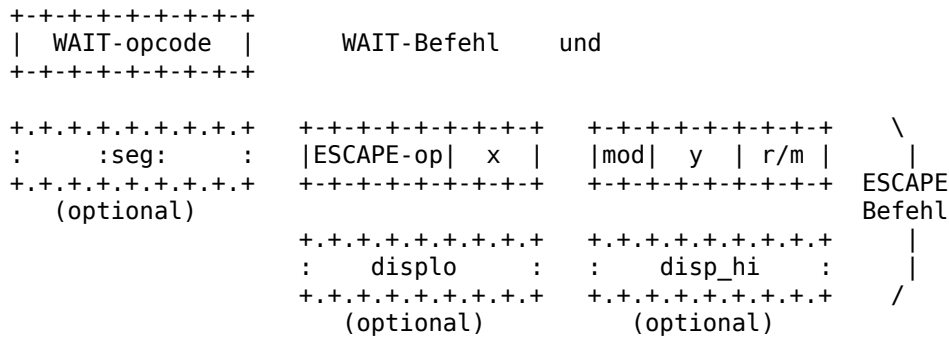 +-+-+-+-+-+-+-+-+
|  WAIT-opcode  |      WAIT-Befehl    und
+-+-+-+-+-+-+-+-+
+.+.+.+.+.+.+.+.+   +-+-+-+-+-+-+-+-+   +-+-+-+-+-+-+-+-+    \
:     :seg:     :   |ESCAPE-op|  x  |   |mod|  y  | r/m |     |
+.+.+.+.+.+.+.+.+   +-+-+-+-+-+-+-+-+   +-+-+-+-+-+-+-+-+  ESCAPE
   (optional)                                              Befehl
                    +.+.+.+.+.+.+.+.+   +.+.+.+.+.+.+.+.+     |
                    :    displo     :   :    disp_hi    :     |
                    +.+.+.+.+.+.+.+.+   +.+.+.+.+.+.+.+.+    /
                       (optional)          (optional)